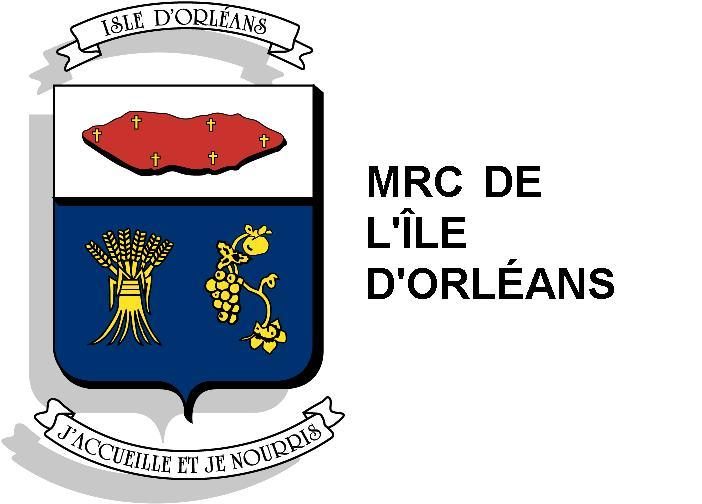 ISLE D'ORLÉANS
MRC DE
L'ÎLE
D'ORLÉANS
J'ACCUEILLE ET JE NOURRIS